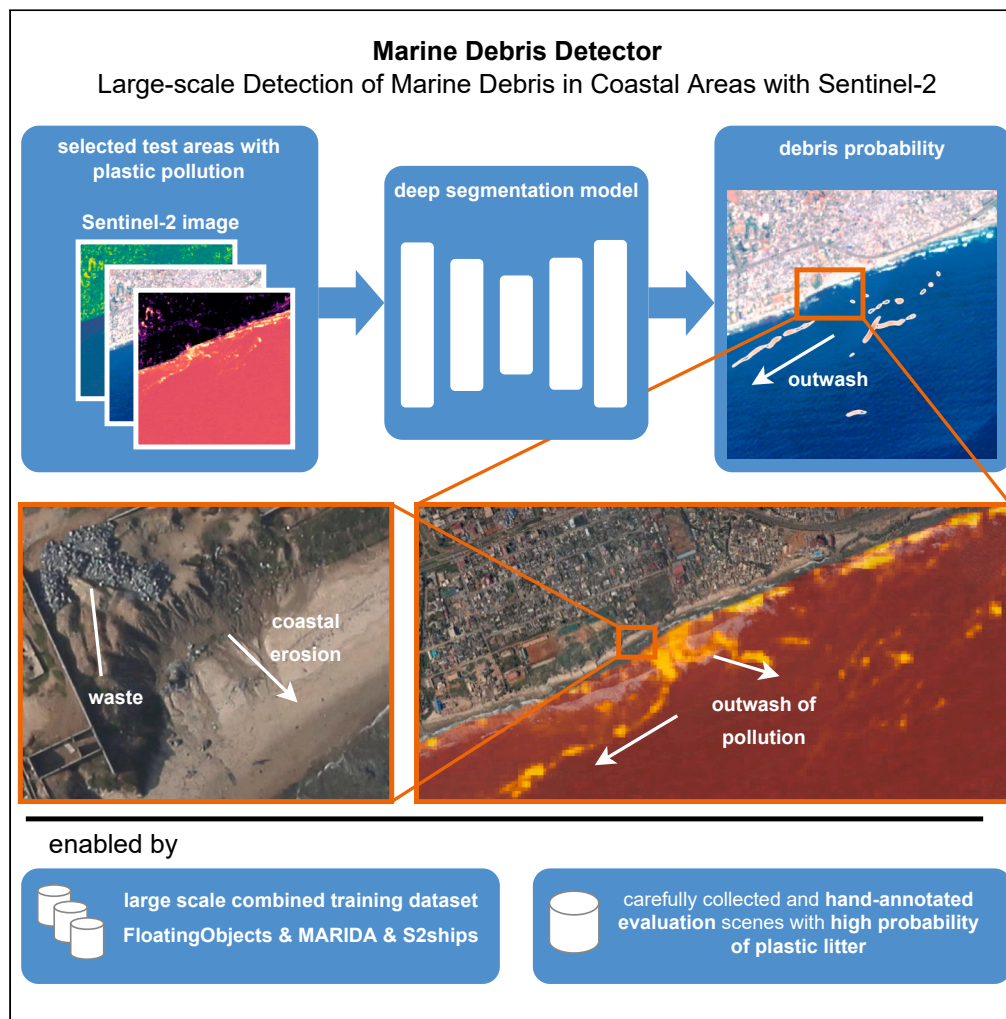 Marine Debris Detector
Large-scale Detection of Marine Debris in Coastal Areas with Sentinel-2
selected test areas with
plastic pollution
Sentinel-2 image
deep segmentation model
debris probability
outwash
waste
coastal
erosion
outwash of
pollution
enabled by
large scale combined training dataset
FloatingObjects & MARIDA & S2ships
carefully collected and hand-annotated
evaluation scenes with high probability
of plastic litter